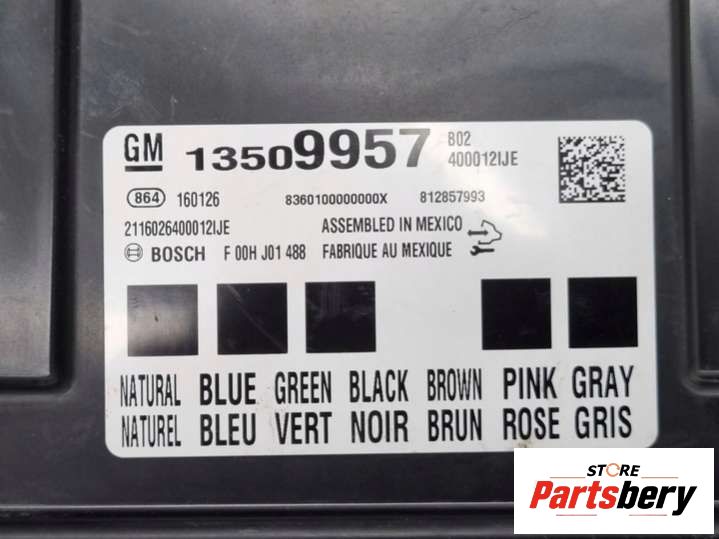 GM 13509957 B02
400012IJE
864 160126 8360100000000X 812857993
2116026400012IJE ASSEMBLED IN MEXICO
BOSCH F 00H J01 488 FABRIQUE AU MEXIQUE
NATURAL BLUE GREEN BLACK BROWN PINK GRAY
NATUREL BLEU VERT NOIR BRUN ROSE GRIS
STORE
Partsbery